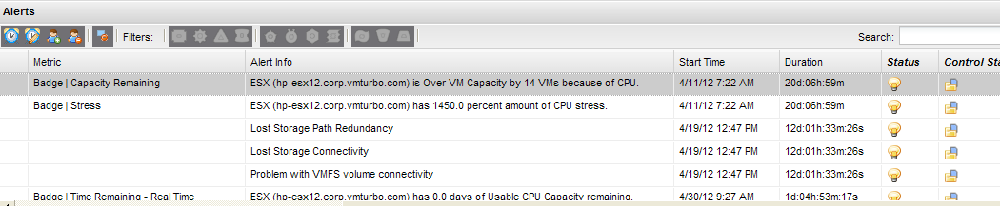 Alerts
Filters: Search:
Metric Alert Info Start Time Duration Status Control Sta
Badge | Capacity Remaining ESX (hp-esx12.corp.vmturbo.com) is Over VM Capacity by 14 VMs because of CPU. 4/11/12 7:22 AM 20d:06h:59m
Badge | Stress ESX (hp-esx12.corp.vmturbo.com) has 1450.0 percent amount of CPU stress. 4/11/12 7:22 AM 20d:06h:59m
Lost Storage Path Redundancy 4/19/12 12:47 PM 12d:01h:33m:26s
Lost Storage Connectivity 4/19/12 12:47 PM 12d:01h:33m:26s
Problem with VMFS volume connectivity 4/19/12 12:47 PM 12d:01h:33m:26s
Badge | Time Remaining - Real Time ESX (hp-esx12.corp.vmturbo.com) has 0.0 days of Usable CPU Capacity remaining. 4/30/12 9:27 AM 1d:04h:53m:17s